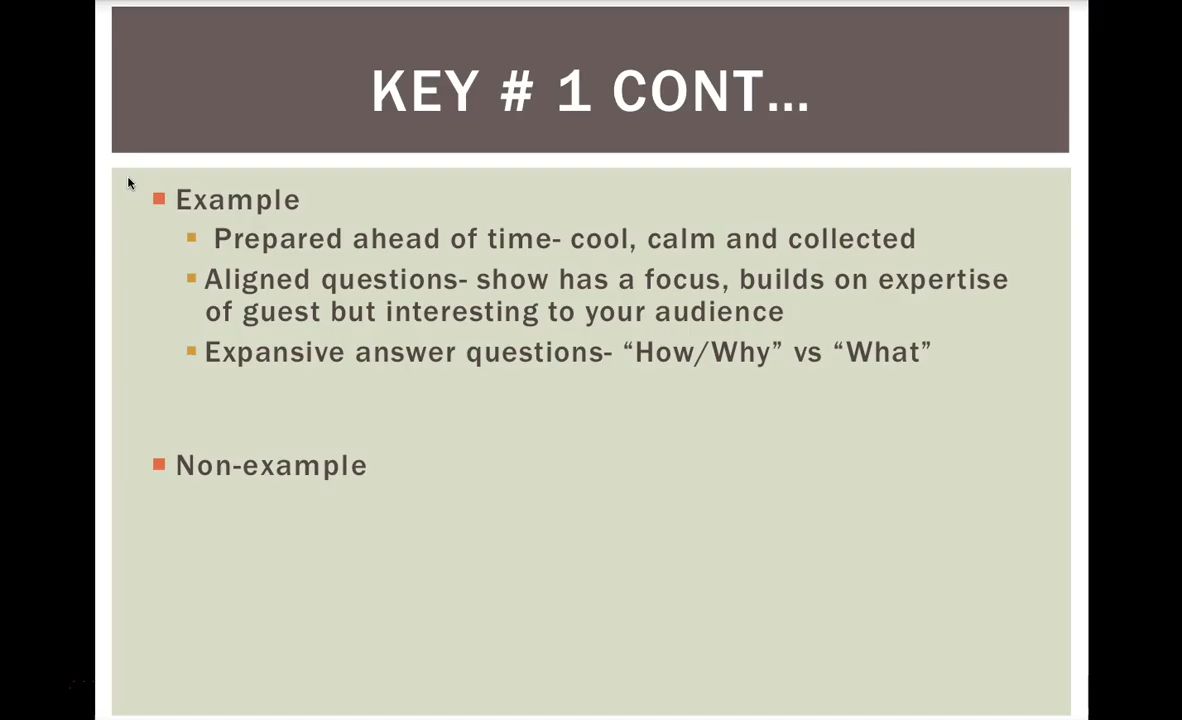 KEY # 1 CONT...
Example
Prepared ahead of time- cool, calm and collected
Aligned questions- show has a focus, builds on expertise
of guest but interesting to your audience
Expansive answer questions- “How/Why” vs “What”
Non-example